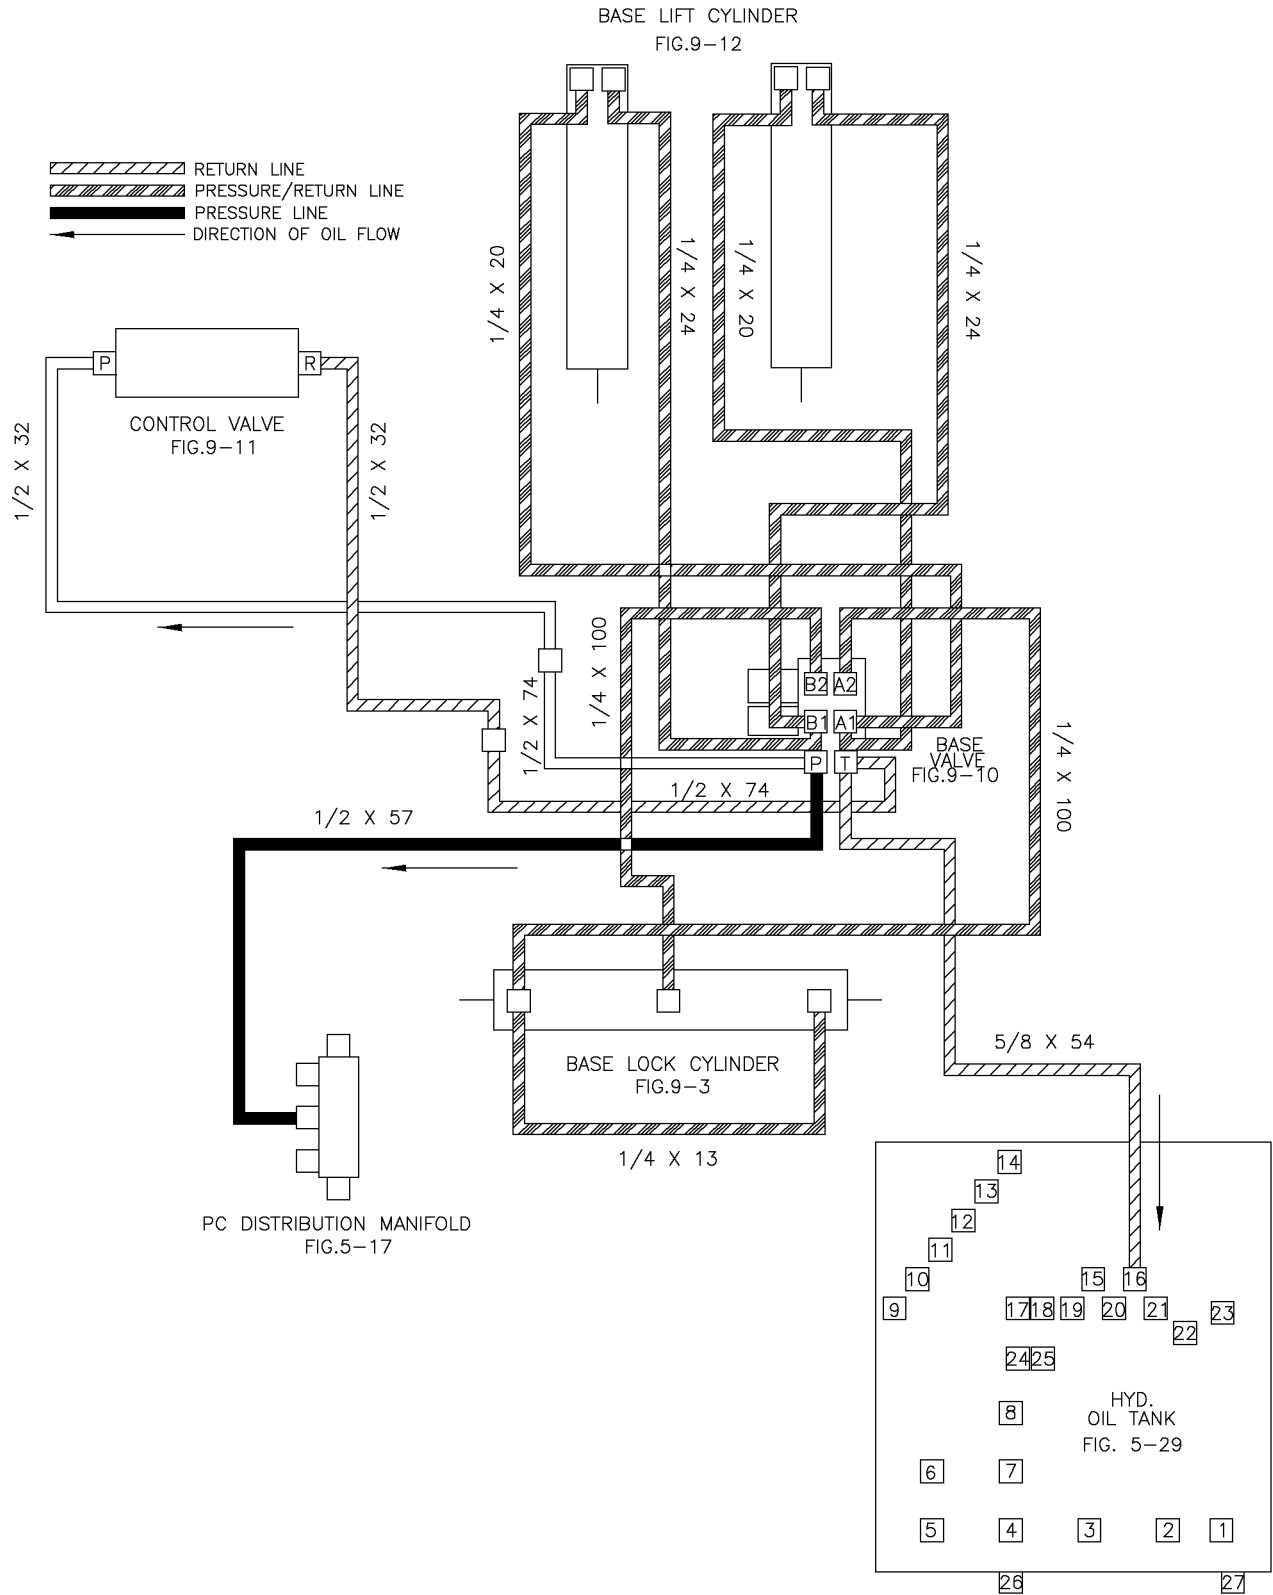 BASE LIFT CYLINDER
FIG.9-12
RETURN LINE
PRESSURE/RETURN LINE
PRESSURE LINE
DIRECTION OF OIL FLOW
1/4 X 20
1/4 X 24
1/4 X 20
1/4 X 24
P
R
CONTROL VALVE
FIG.9-11
1/2 X 32
1/2 X 32
1/4 X 100
1/2 X 74
B2
A2
B1
A1
P
T
BASE
VALVE
FIG.9-10
1/4 X 100
1/2 X 74
1/2 X 57
BASE LOCK CYLINDER
FIG.9-3
5/8 X 54
1/4 X 13
PC DISTRIBUTION MANIFOLD
FIG.5-17
14
13
12
11
10
15
16
9
17
18
19
20
21
23
22
24
25
8
HYD.
OIL TANK
FIG. 5-29
6
7
5
4
3
2
1
26
27